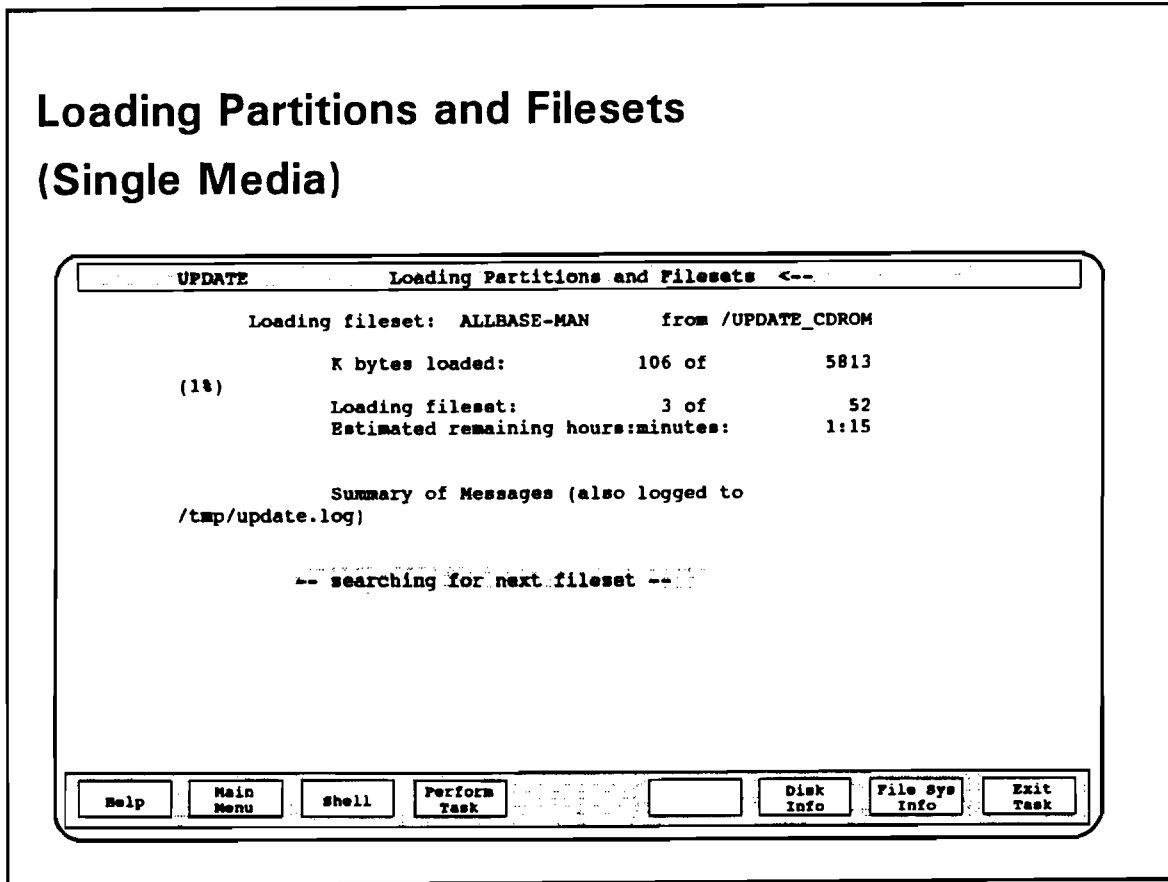 Loading Partitions and Filesets
(Single Media)
UPDATE Loading Partitions and Filesets <--
Loading fileset: ALLBASE-MAN from /UPDATE_CDROM
K bytes loaded: 106 of 5813
(1%)
Loading fileset: 3 of 52
Estimated remaining hours:minutes: 1:15
Summary of Messages (also logged to
/tmp/update.log)
-- searching for next fileset --
Help Main Menu Shell Perform Task Disk Info File Sys Info Exit Task